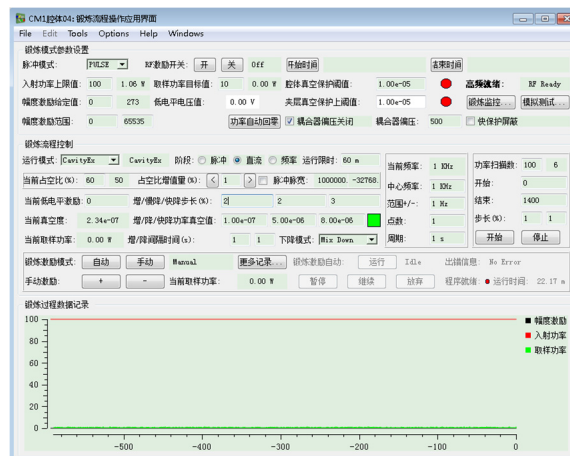 CM1腔体04: 锻炼流程操作应用界面
File Edit Tools Options Help Windows
锻炼模式参数设置
脉冲模式: PULSE RF激励开关: 开 关 Off 开始时间 结束时间
入射功率上限值: 100 1.06 W 取样功率目标值: 10 0.00 W 腔体真空保护阈值: 1.00e-05 高频就绪: RF Ready
幅度激励给定值: 0 273 低电平电压值: 0.00 V 夹层真空保护上阈值: 1.00e-05 锻炼监控... 模拟测试...
幅度激励范围: 0 65535 功率自动回零 耦合器偏压关闭 耦合器偏压: 500 快保护屏蔽
锻炼流程控制
运行模式: CavityEx CavityEx 阶段: 脉冲 直流 频率 运行限时: 60 m
当前频率: 1 KHz 功率扫描数: 100 6
当前占空比(%): 60 50 占空比增值量(%): < 1 > 脉冲脉宽: 1000000. -32768.
中心频率: 1 KHz 开始: 0
当前低电平激励: 0 增/慢降/快降步长(%): 2 2 3
范围+/-: 1 Hz 结束: 1400
当前真空度: 2.34e-07 增/降/快降功率真空值: 1.00e-07 5.00e-06 8.00e-06
点数: 1 步长(%): 1 1
当前取样功率: 0.00 W 增/降间隔时间(s): 1 1 下降模式: Mix Down
周期: 1 s 开始 停止
锻炼激励模式: 自动 手动 Manual 更多记录... 锻炼激励自动: 运行 Idle 出错信息: No Error
手动激励: + - 当前取样功率: 0.00 W 暂停 继续 放弃 程序就绪: 运行时间: 22.17 m
锻炼过程数据记录
100
80
60
40
20
0
-500 -400 -300 -200 -100 0
幅度激励
入射功率
取样功率